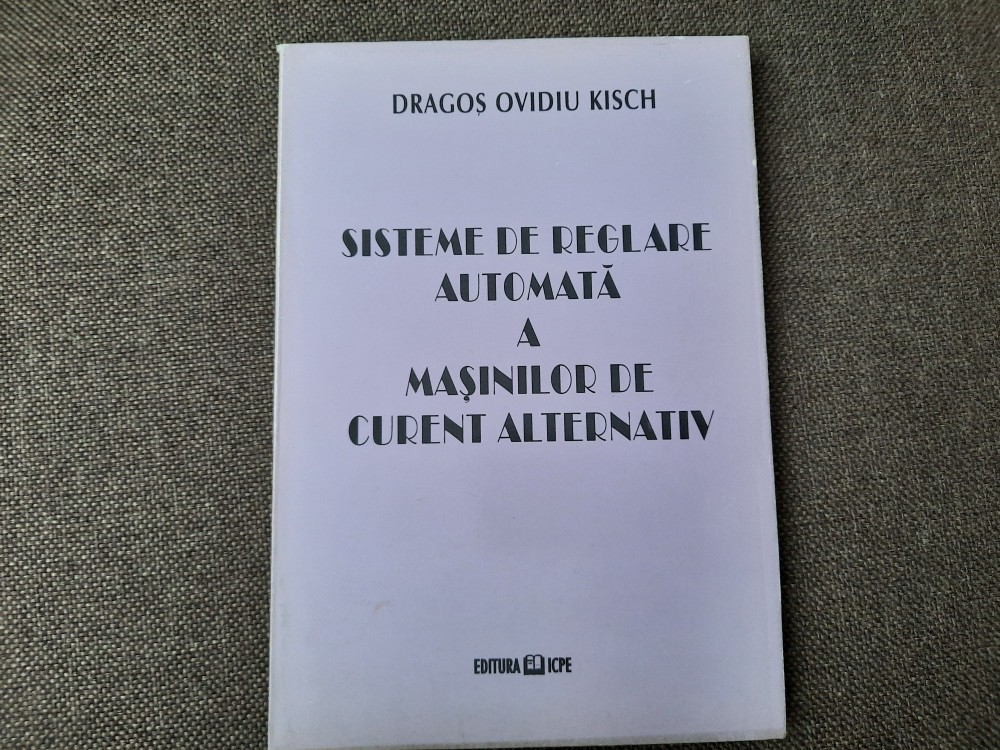 DRAGOȘ OVIDIU KISCH
SISTEME DE REGLARE
AUTOMATĂ
A
MAȘINILOR DE
CURENT ALTERNATIV
EDITURA ICPE